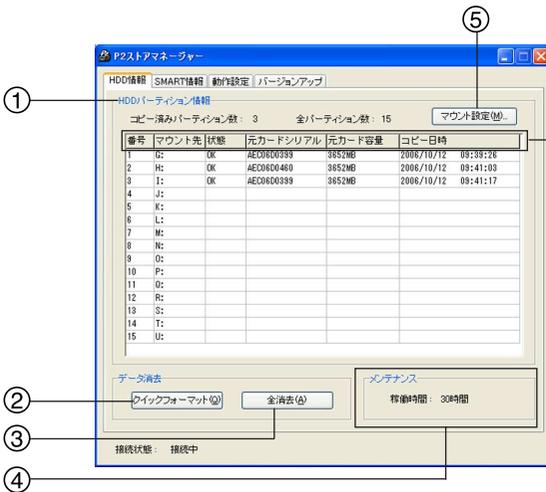 ⑤
P2ストアマネージャー
HDD情報 SMART情報 動作設定 バージョンアップ
①
HDDパーティション情報
コピー済みパーティション数: 3 全パーティション数: 15 マウント設定(M)...
番号 マウント先 状態 元カードシリアル 元カード容量 コピー日時
1 G: OK AEC06D0399 3652MB 2006/10/12 09:39:26
2 H: OK AEC06D0460 3652MB 2006/10/12 09:41:03
3 I: OK AEC06D0399 3652MB 2006/10/12 09:41:17
4 J:
5 K:
6 L:
7 M:
8 N:
9 O:
10 P:
11 Q:
12 R:
13 S:
14 T:
15 U:
データ消去 メンテナンス
② クイックフォーマット(Q) 全消去(A) 稼働時間: 30時間
③
接続状態: 接続中
④